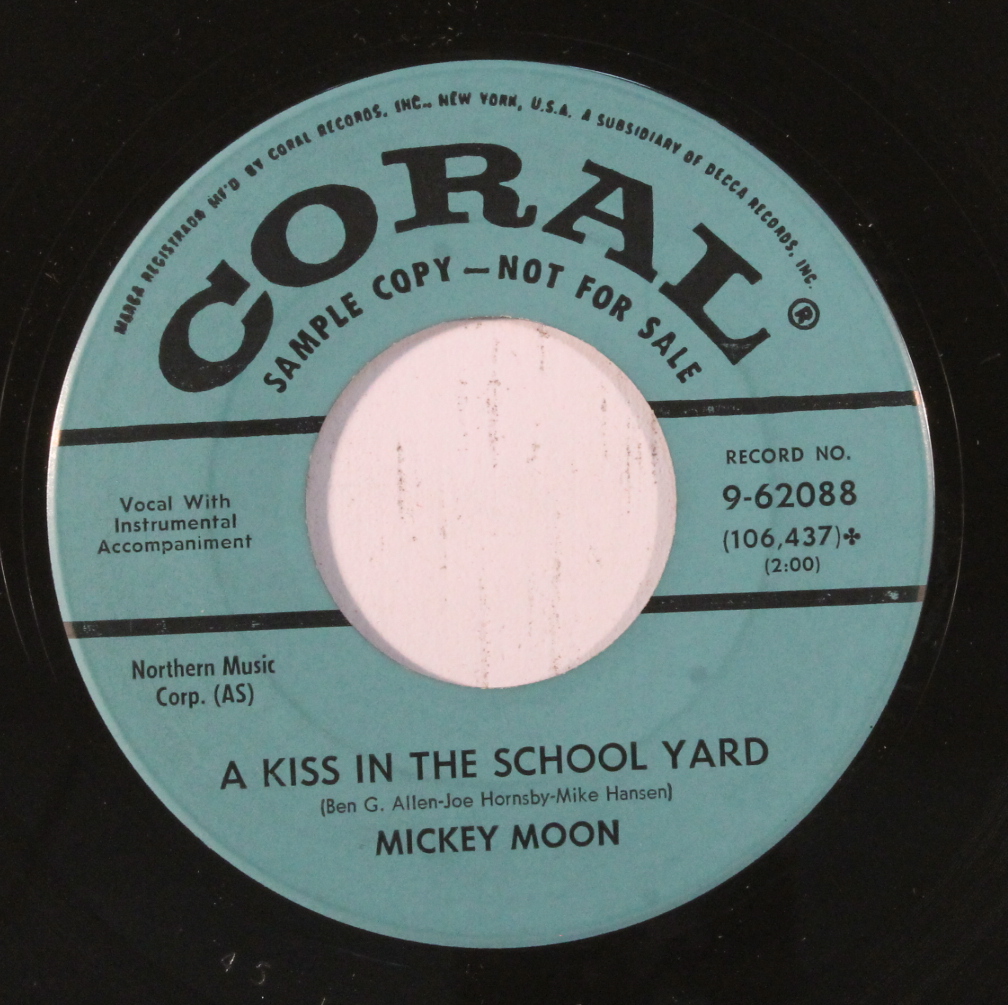 MARCA REGISTRADA MF'D BY CORAL RECORDS, INC., NEW YORK, U.S.A. A SUBSIDIARY OF DECCA RECORDS, INC.
CORAL ®
SAMPLE COPY — NOT FOR SALE
Vocal With
Instrumental
Accompaniment
RECORD NO.
9-62088
(106,437)✤
(2:00)
Northern Music
Corp. (AS)
A KISS IN THE SCHOOL YARD
(Ben G. Allen-Joe Hornsby-Mike Hansen)
MICKEY MOON
45